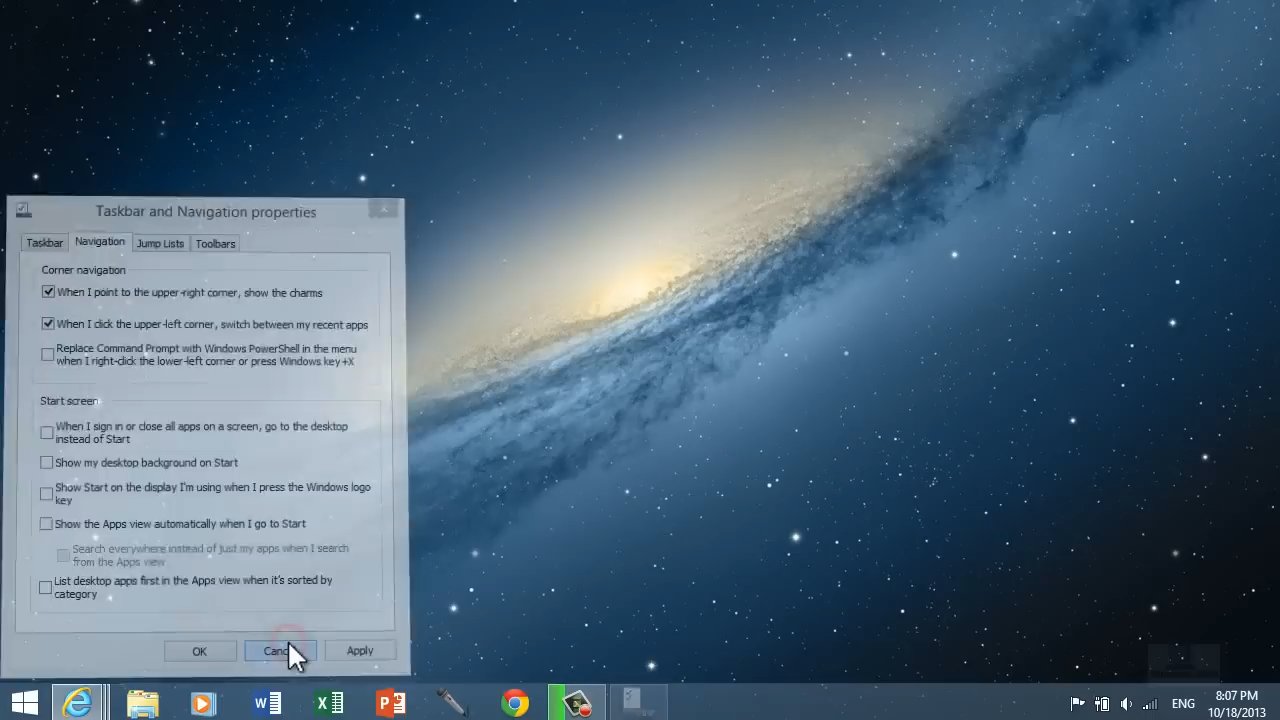 Taskbar and Navigation properties
Taskbar
Navigation
Jump Lists
Toolbars
Corner navigation
When I point to the upper-right corner, show the charms
When I click the upper-left corner, switch between my recent apps
Replace Command Prompt with Windows PowerShell in the menu
when I right-click the lower-left corner or press Windows key+X
Start screen
When I sign in or close all apps on a screen, go to the desktop
instead of Start
Show my desktop background on Start
Show Start on the display I'm using when I press the Windows logo
key
Show the Apps view automatically when I go to Start
Search everywhere instead of just my apps when I search
from the Apps view
List desktop apps first in the Apps view when it's sorted by
category
OK
Cancel
Apply
ENG
8:07 PM
10/18/2013